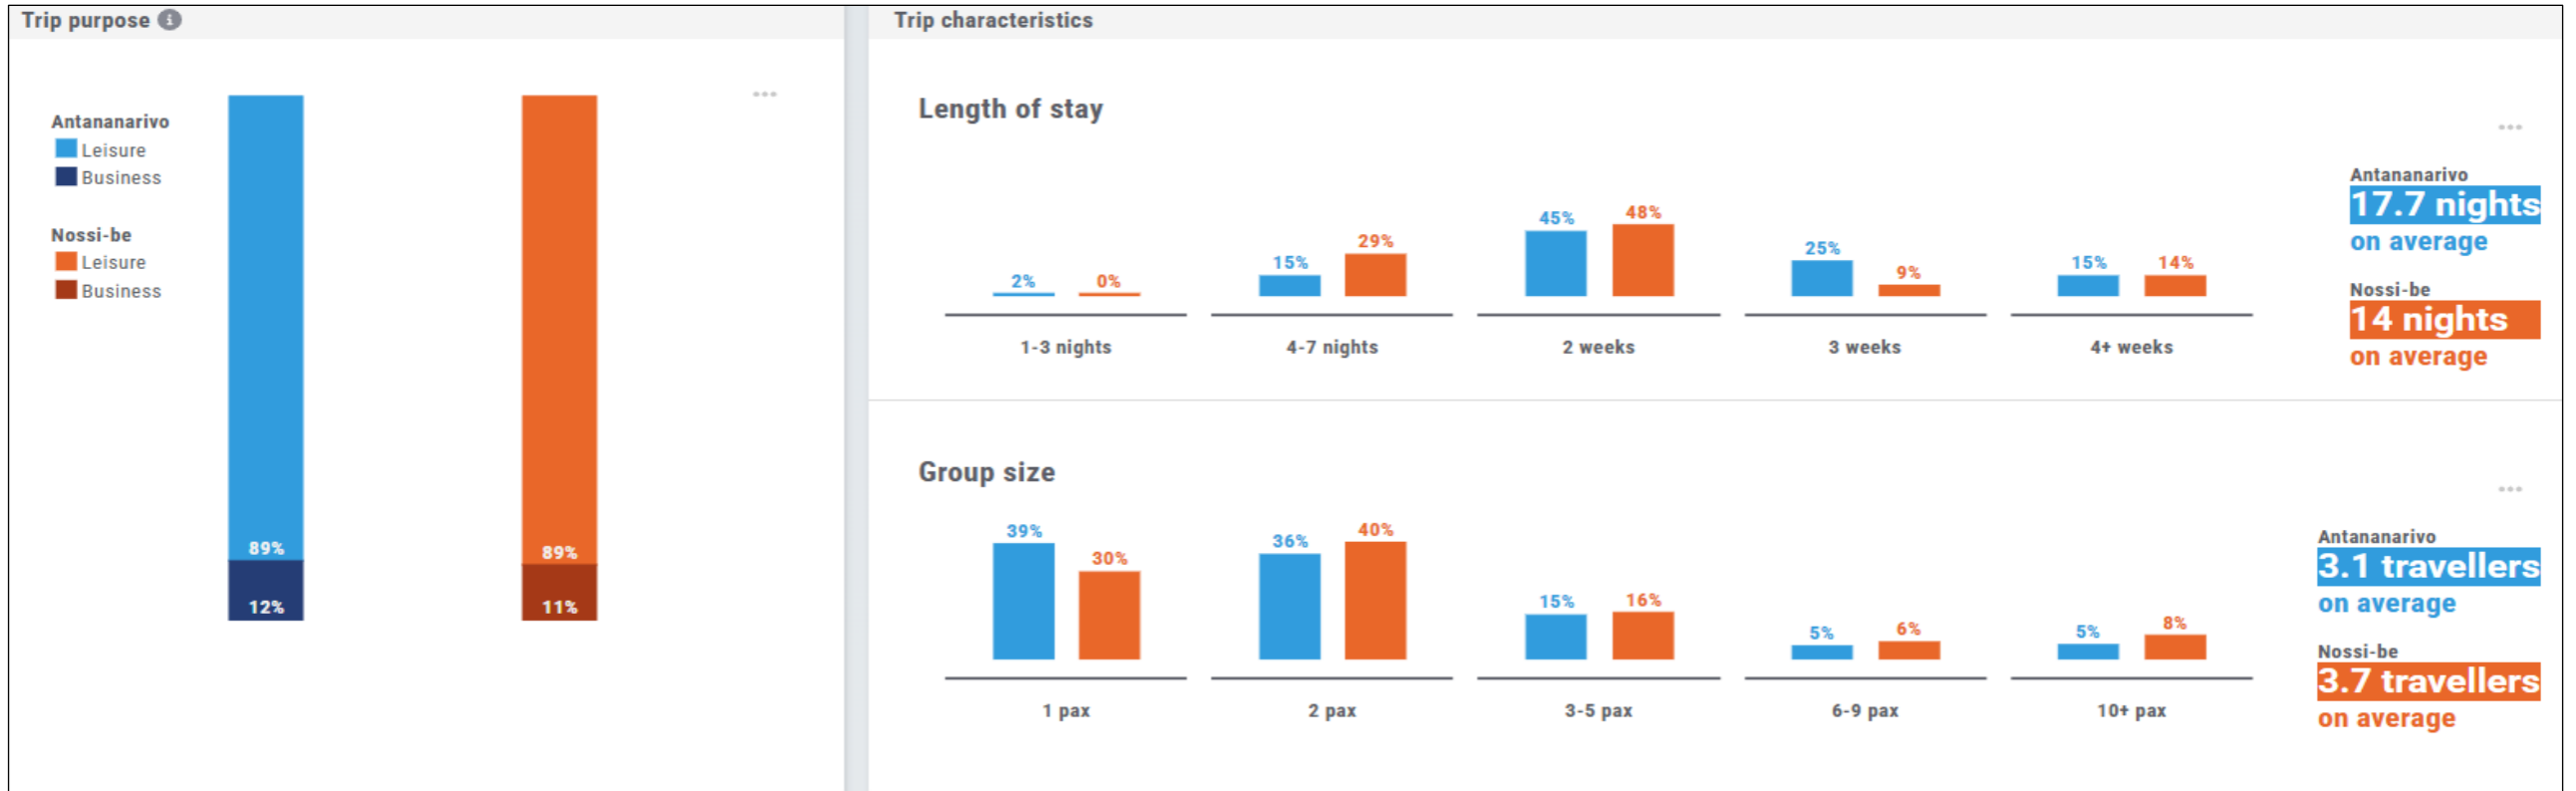 Trip purpose i
Antananarivo
Leisure
Business
Nossi-be
Leisure
Business
89%
12%
89%
11%
Trip characteristics
Length of stay
2% 0%
15% 29%
45% 48%
25% 9%
15% 14%
1-3 nights
4-7 nights
2 weeks
3 weeks
4+ weeks
Antananarivo
17.7 nights
on average
Nossi-be
14 nights
on average
Group size
39% 30%
36% 40%
15% 16%
5% 6%
5% 8%
1 pax
2 pax
3-5 pax
6-9 pax
10+ pax
Antananarivo
3.1 travellers
on average
Nossi-be
3.7 travellers
on average